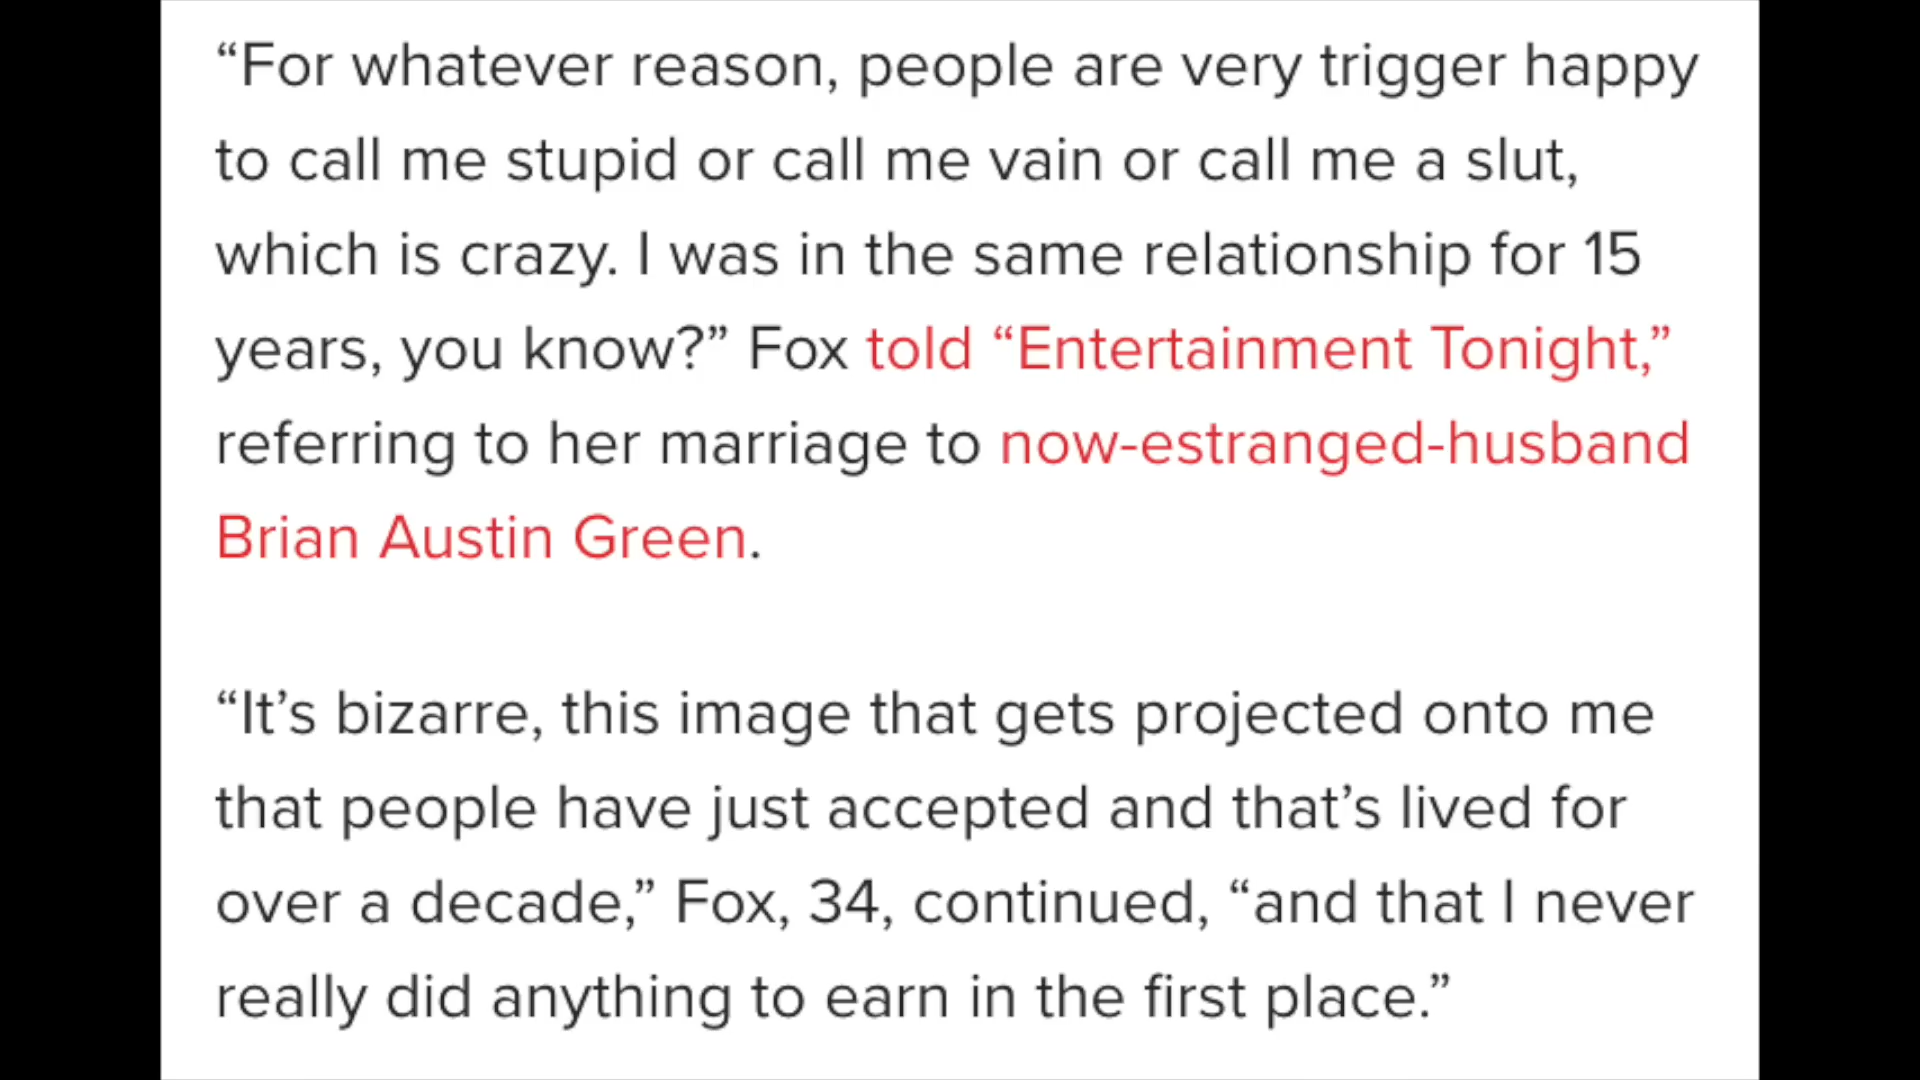 “For whatever reason, people are very trigger happy
to call me stupid or call me vain or call me a slut,
which is crazy. I was in the same relationship for 15
years, you know?” Fox told “Entertainment Tonight,”
referring to her marriage to now-estranged-husband
Brian Austin Green.
“It’s bizarre, this image that gets projected onto me
that people have just accepted and that’s lived for
over a decade,” Fox, 34, continued, “and that I never
really did anything to earn in the first place.”